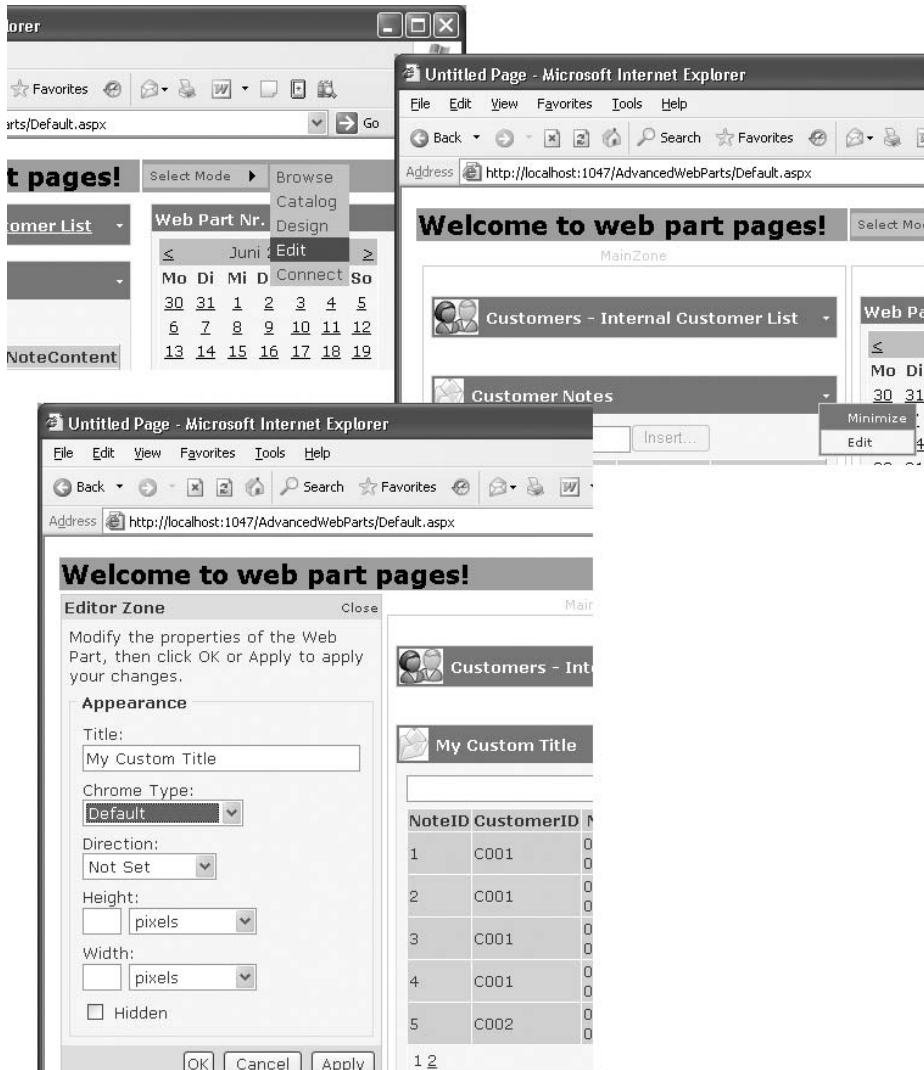 lorer
Favorites
arts/Default.aspx
Go
t pages!
Select Mode
Browse
Catalog
Design
Edit
Connect
tomer List
Web Part Nr.
< Juni >
Mo Di Mi D So
30 31 1 2 3 4 5
6 7 8 9 10 11 12
13 14 15 16 17 18 19
NoteContent
Untitled Page - Microsoft Internet Explorer
File Edit View Favorites Tools Help
Back Search Favorites
Address http://localhost:1047/AdvancedWebParts/Default.aspx
Welcome to web part pages!
Select Mo
MainZone
Customers - Internal Customer List
Web Pa
<
Mo Di
30 31
Customer Notes
Minimize
Edit
Insert...
Untitled Page - Microsoft Internet Explorer
File Edit View Favorites Tools Help
Back Search Favorites
Address http://localhost:1047/AdvancedWebParts/Default.aspx
Welcome to web part pages!
Editor Zone Close
Main
Modify the properties of the Web
Part, then click OK or Apply to apply
your changes.
Appearance
Title:
My Custom Title
Chrome Type:
Default
Direction:
Not Set
Height:
pixels
Width:
pixels
Hidden
OK Cancel Apply
Customers - Inte
My Custom Title
NoteID CustomerID N
1 C001
2 C001
3 C001
4 C001
5 C002
1 2